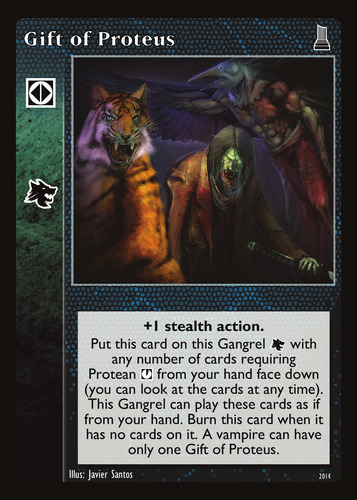 Gift of Proteus
+1 stealth action.
Put this card on this Gangrel with
any number of cards requiring
Protean from your hand face down
(you can look at the cards at any time).
This Gangrel can play these cards as if
from your hand. Burn this card when it
has no cards on it. A vampire can have
only one Gift of Proteus.
Illus: Javier Santos
2014